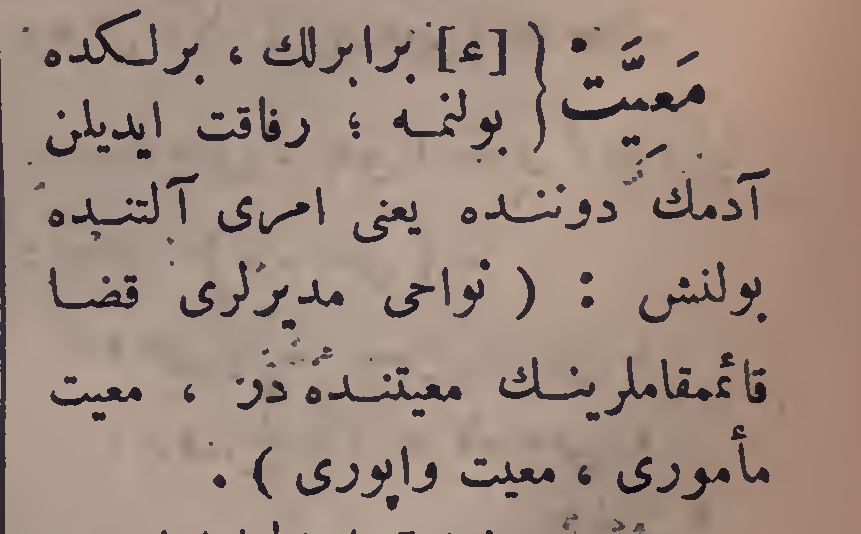 مَعِيَّتْ { [ع] برابرلك ، برلكده
بولنمه ؛ رفاقت ایدیلن
آدمك دوننده یعنی امری آلتنده
بولنش : ( نواحی مدیرلری قضا
قائمقاملرینك معیتنده در ، معیت
مأموری ، معیت واپوری ) .